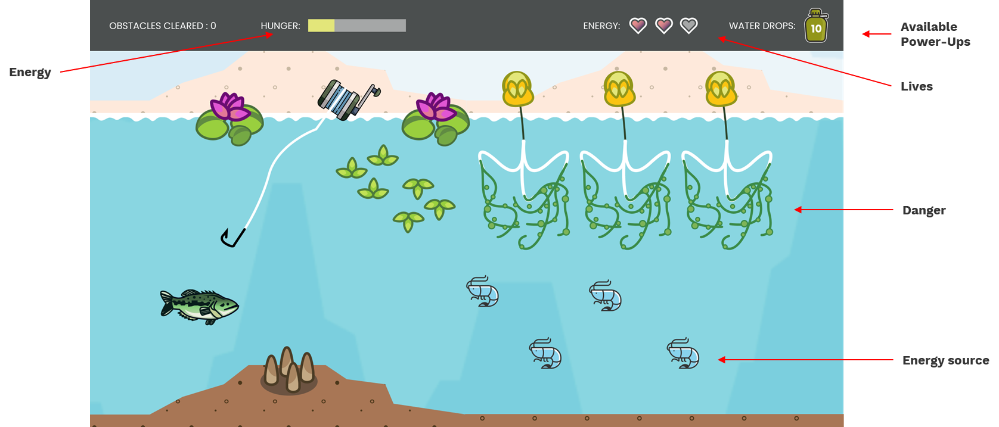 OBSTACLES CLEARED : 0
HUNGER:
ENERGY:
WATER DROPS:
10
Available
Power-Ups
Energy
Lives
Danger
Energy source